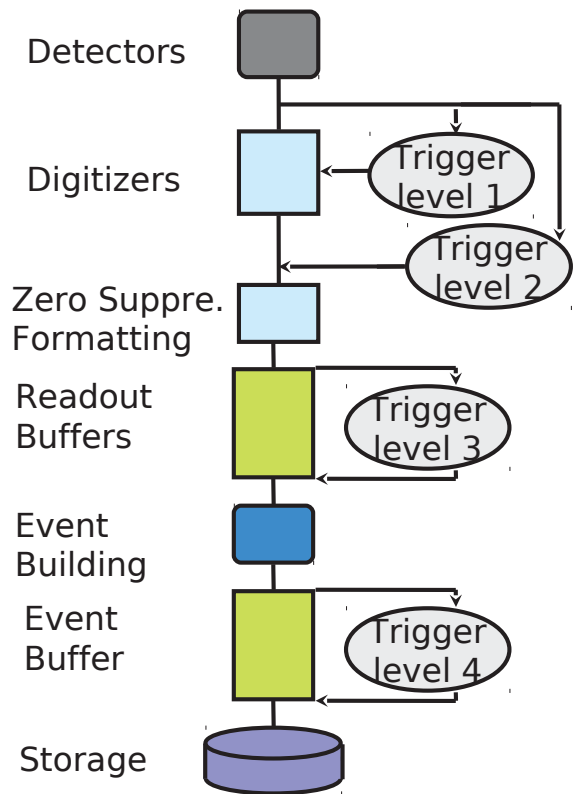 Detectors
Trigger
level 1
Digitizers
Trigger
level 2
Zero Suppre.
Formatting
Readout
Buffers
Trigger
level 3
Event
Building
Event
Buffer
Trigger
level 4
Storage